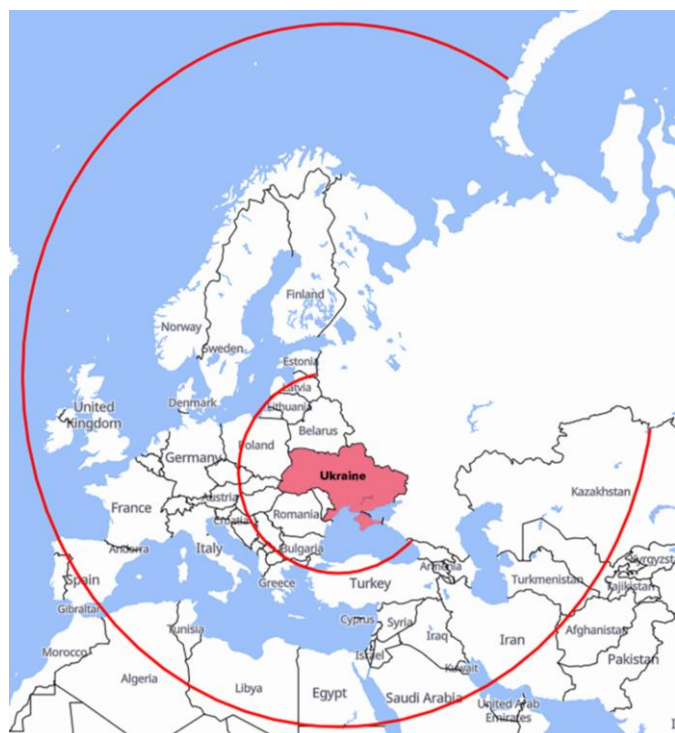 Finland
Norway
Sweden
Estonia
Latvia
Denmark
Lithuania
United
Kingdom
Belarus
Poland
Germany
Ukraine
Austria
Kazakhstan
France
Romania
Croatia
Andorra
Italy
Bulgaria
Kyrgyzst
Armenia
Spain
Greece
Turkey
Turkmenistan
Tajikistan
Gibraltar
Cyprus
Syria
Tunisia
Iraq
Iran
Afghanistan
Morocco
Israel
Pakistan
Kuwait
Algeria
Libya
Egypt
Saudi Arabia
United Arab
Emirates